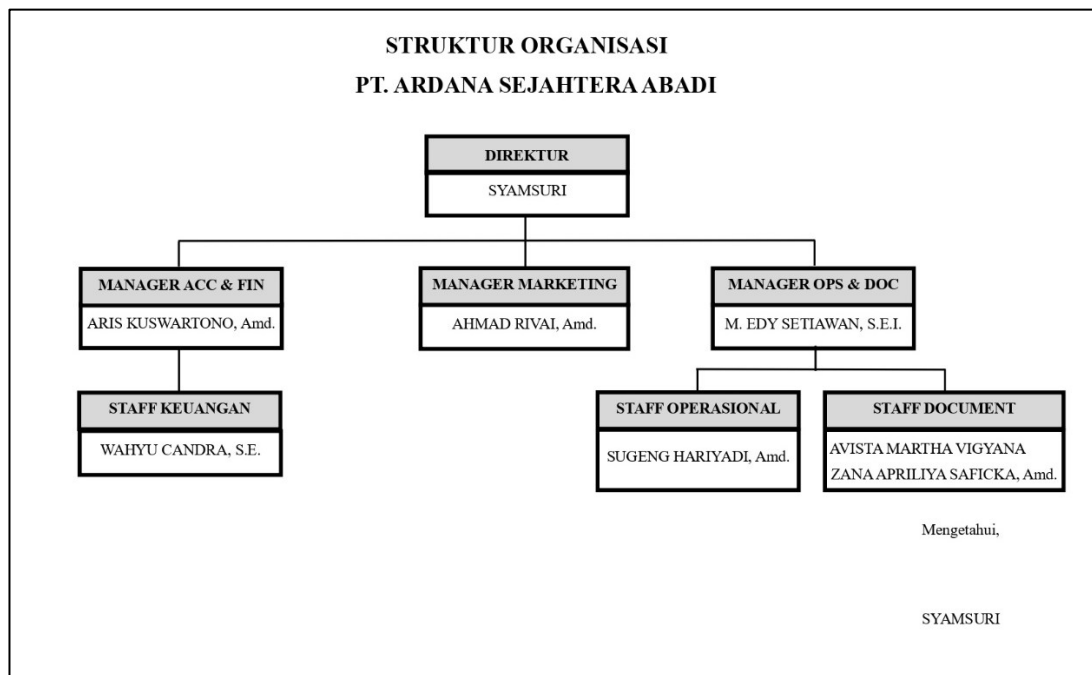 STRUKTUR ORGANISASI
PT. ARDANA SEJAHTERA ABADI
DIREKTUR
SYAMSURI
MANAGER ACC & FIN
ARIS KUSWARTONO, Amd.
MANAGER MARKETING
AHMAD RIVAI, Amd.
MANAGER OPS & DOC
M. EDY SETIAWAN, S.E.I.
STAFF KEUANGAN
WAHYU CANDRA, S.E.
STAFF OPERASIONAL
SUGENG HARIYADI, Amd.
STAFF DOCUMENT
AVISTA MARTHA VIGYANA
ZANA APRILIYA SAFICKA, Amd.
Mengetahui,
SYAMSURI